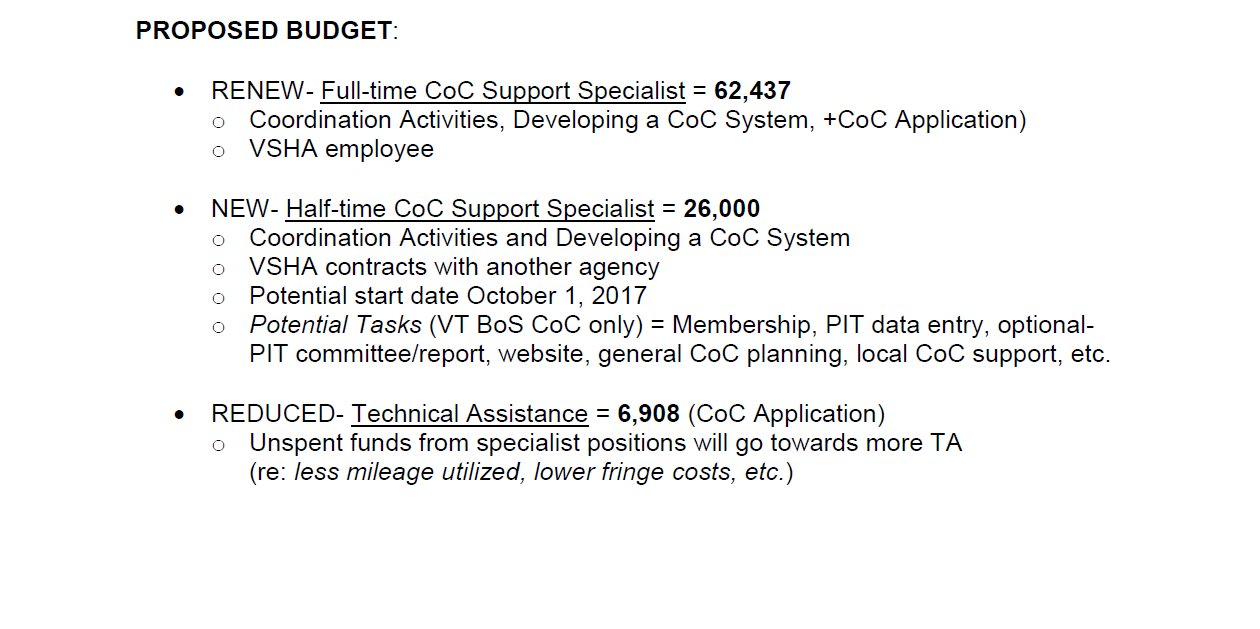 PROPOSED BUDGET:
• RENEW- Full-time CoC Support Specialist = 62,437
o Coordination Activities, Developing a CoC System, +CoC Application)
o VSHA employee
• NEW- Half-time CoC Support Specialist = 26,000
o Coordination Activities and Developing a CoC System
o VSHA contracts with another agency
o Potential start date October 1, 2017
o Potential Tasks (VT BoS CoC only) = Membership, PIT data entry, optional-
PIT committee/report, website, general CoC planning, local CoC support, etc.
• REDUCED- Technical Assistance = 6,908 (CoC Application)
o Unspent funds from specialist positions will go towards more TA
(re: less mileage utilized, lower fringe costs, etc.)